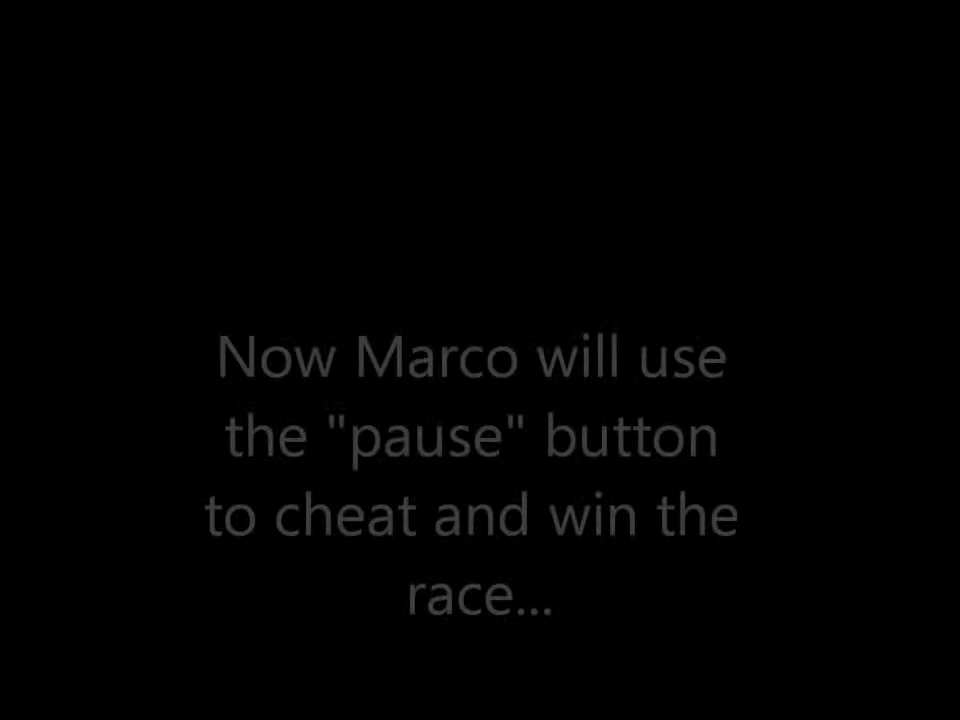 Now Marco will use
the "pause" button
to cheat and win the
race...